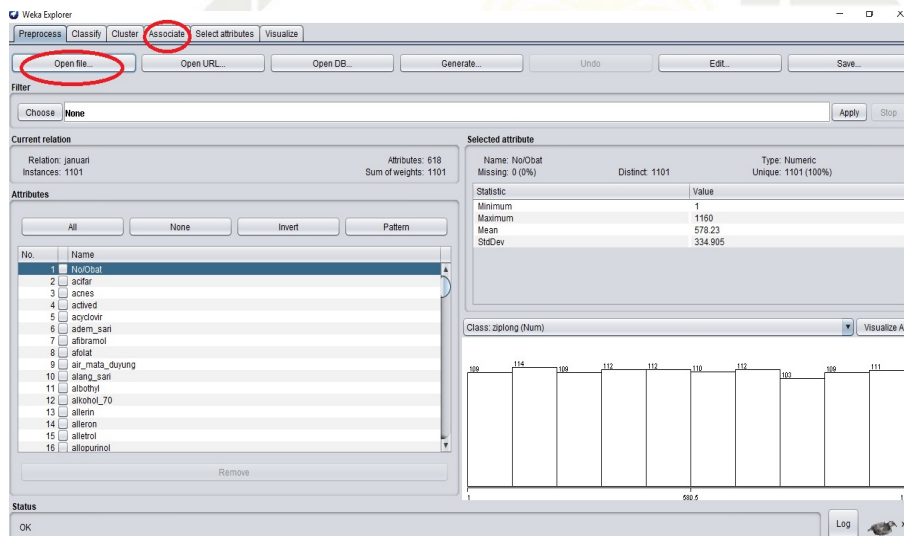 Weka Explorer
Preprocess Classify Cluster Associate Select attributes Visualize
Open file... Open URL... Open DB... Generate... Undo Edit... Save...
Filter
Choose None Apply Stop
Current relation
Relation: januari Attributes: 618
Instances: 1101 Sum of weights: 1101
Attributes
All None Invert Pattern
No. Name
1 No/Obat
2 acifar
3 acnes
4 actived
5 acyclovir
6 adem_sari
7 afibramol
8 afolat
9 air_mata_duyung
10 alang_sari
11 albothyl
12 alkohol_70
13 allerin
14 alleron
15 alletrol
16 allopurinol
Remove
Selected attribute
Name: No/Obat Type: Numeric
Missing: 0 (0%) Distinct: 1101 Unique: 1101 (100%)
Statistic Value
Minimum 1
Maximum 1160
Mean 578.23
StdDev 334.905
Class: ziplong (Num) Visualize A
109 114 109 112 112 110 112 103 109 111
1 580.5 1
Status
OK Log x